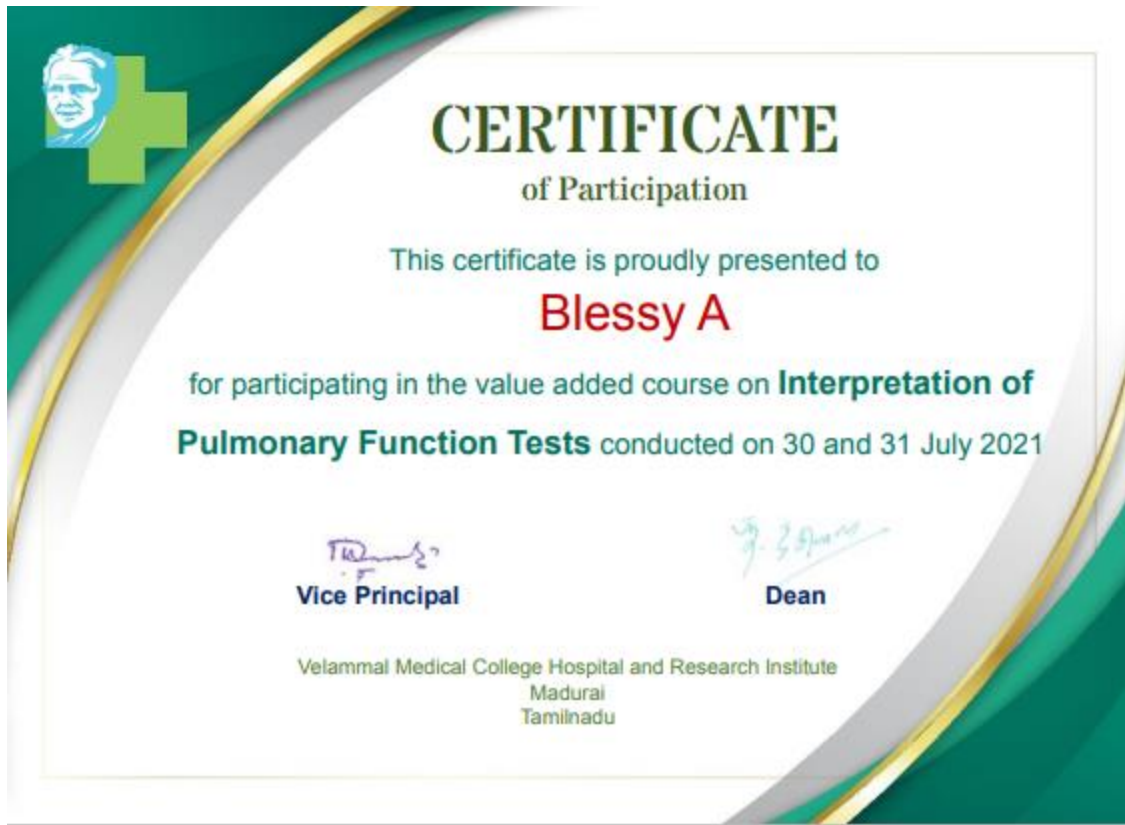 CERTIFICATE
of Participation
This certificate is proudly presented to
Blessy A
for participating in the value added course on Interpretation of
Pulmonary Function Tests conducted on 30 and 31 July 2021
Vice Principal
Dean
Velammal Medical College Hospital and Research Institute
Madurai
Tamilnadu